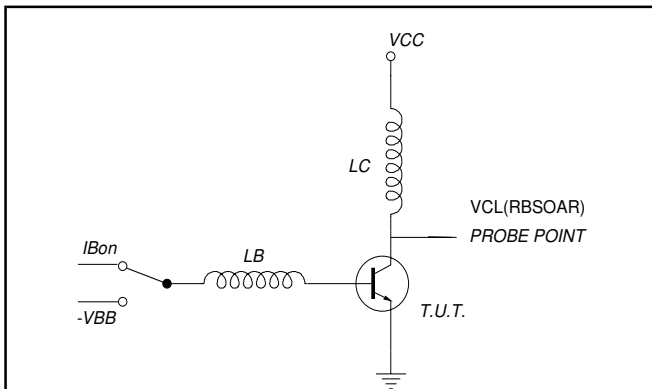 VCC
LC
VCL(RBSOAR)
PROBE POINT
IBon
LB
-VBB
T.U.T.